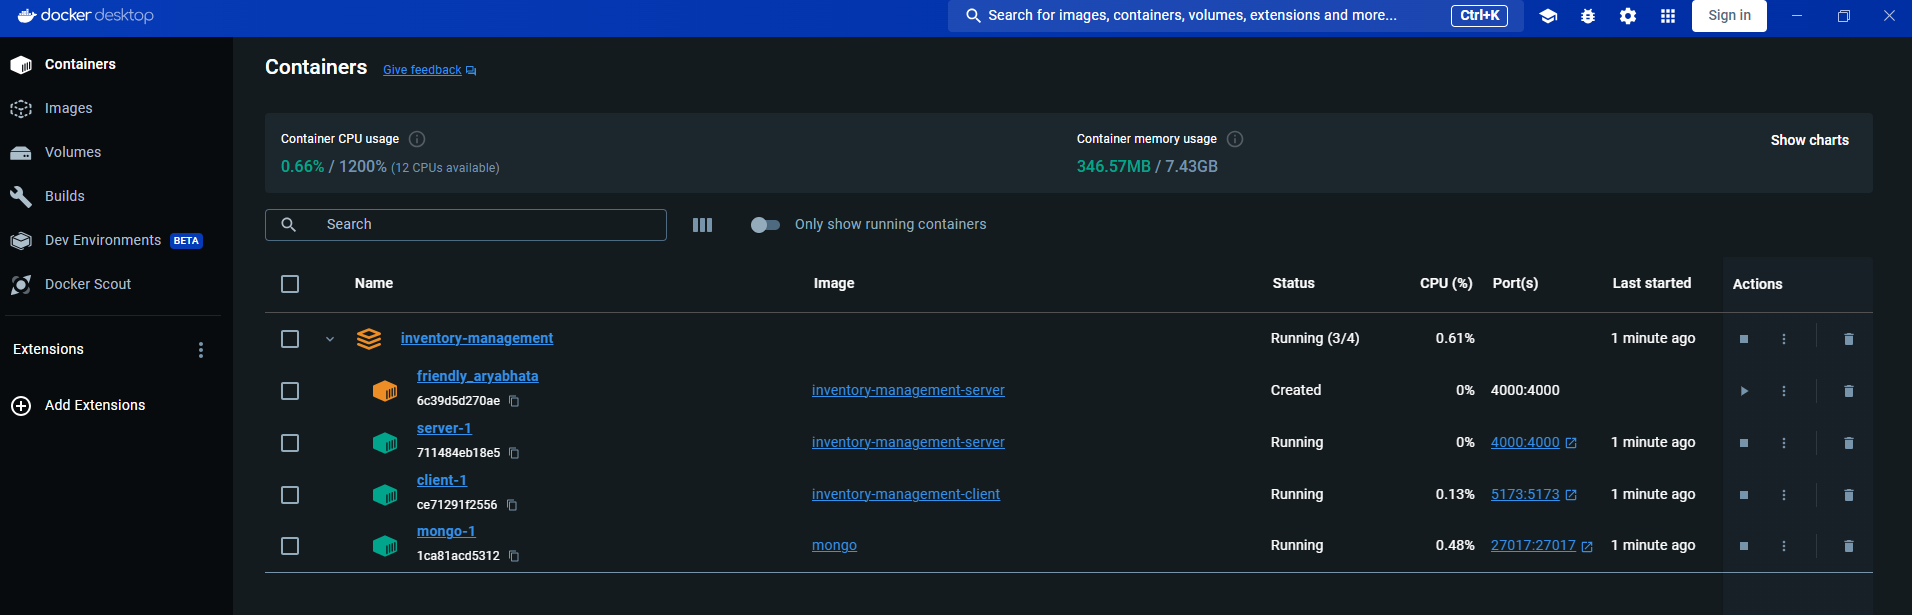 docker desktop
Search for images, containers, volumes, extensions and more... Ctrl+K
Sign in
Containers
Images
Volumes
Builds
Dev Environments BETA
Docker Scout
Extensions
Add Extensions
Containers Give feedback
Container CPU usage
0.66% / 1200% (12 CPUs available)
Container memory usage
346.57MB / 7.43GB
Show charts
Search
Only show running containers
Name Image Status CPU (%) Port(s) Last started Actions
inventory-management Running (3/4) 0.61% 1 minute ago
friendly_aryabhata
6c39d5d270ae
inventory-management-server Created 0% 4000:4000
server-1
711484eb18e5
inventory-management-server Running 0% 4000:4000 1 minute ago
client-1
ce71291f2556
inventory-management-client Running 0.13% 5173:5173 1 minute ago
mongo-1
1ca81acd5312
mongo Running 0.48% 27017:27017 1 minute ago